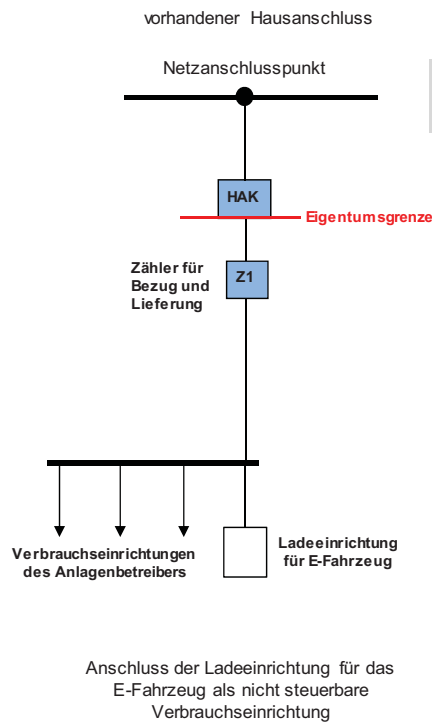 vorhandener Hausanschluss
Netzanschlusspunkt
HAK
Eigentumsgrenze
Zähler für
Bezug und
Lieferung
Z1
Verbrauchseinrichtungen
des Anlagenbetreibers
Ladeeinrichtung
für E-Fahrzeug
Anschluss der Ladeeinrichtung für das
E-Fahrzeug als nicht steuerbare
Verbrauchseinrichtung